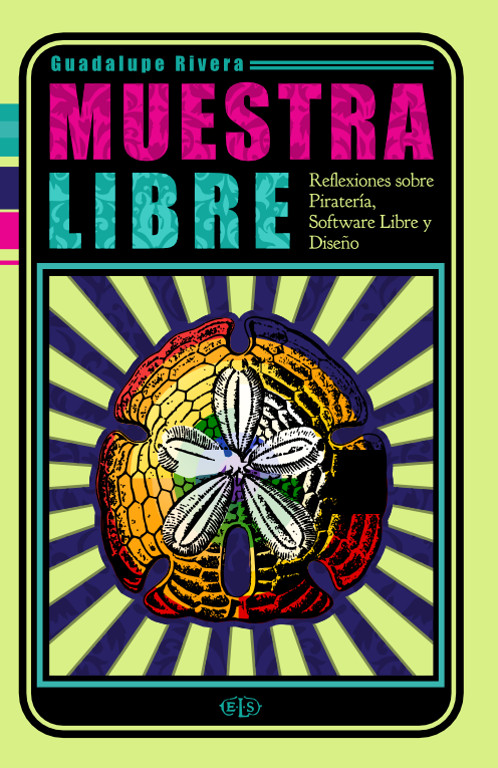 Guadalupe Rivera
MUESTRA
LIBRE
Reflexiones sobre
Piratería,
Software Libre y
Diseño
ELS